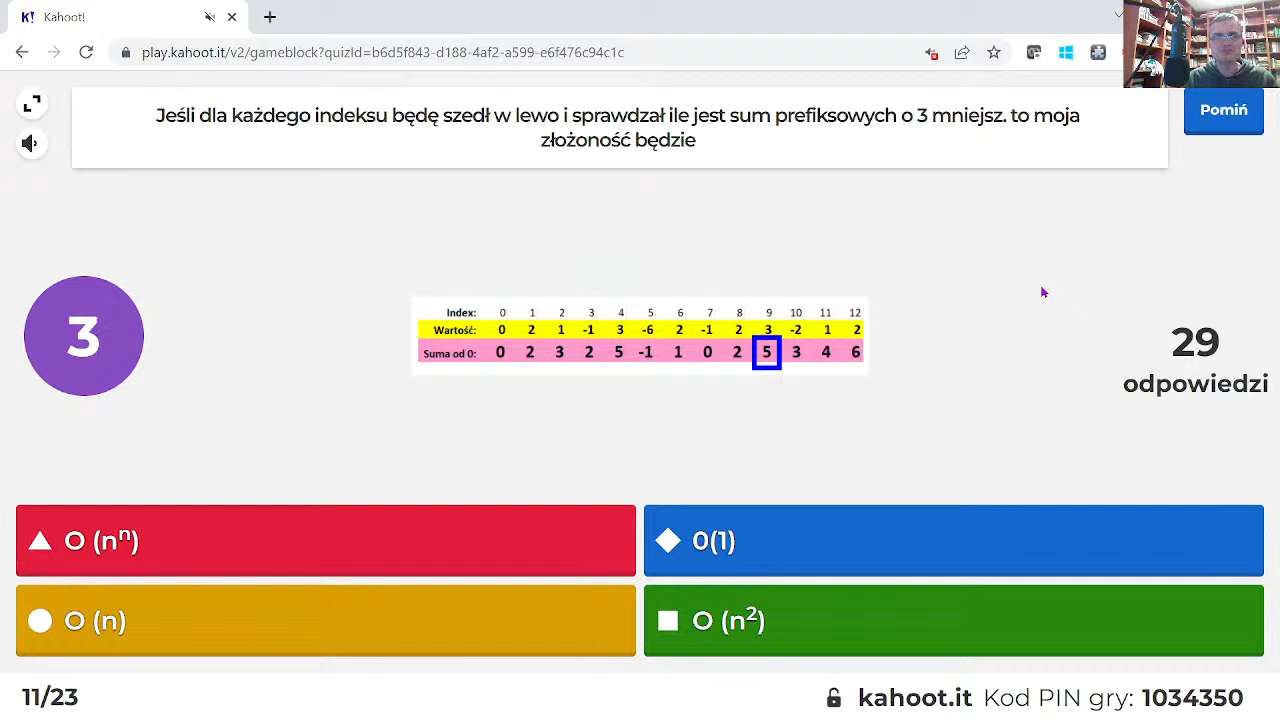 Kahoot!
play.kahoot.it/v2/gameblock?quizId=b6d5f843-d188-4af2-a599-e6f476c94c1c
Jeśli dla każdego indeksu będę szedł w lewo i sprawdzał ile jest sum prefiksowych o 3 mniejsz. to moja
złożoność będzie
Pomiń
3
Index: 0 1 2 3 4 5 6 7 8 9 10 11 12
Wartość: 0 2 1 -1 3 -6 2 -1 2 3 -2 1 2
Suma od 0: 0 2 3 2 5 -1 1 0 2 5 3 4 6
29
odpowiedzi
O (nⁿ)
0(1)
O (n)
O (n²)
11/23
kahoot.it Kod PIN gry: 1034350